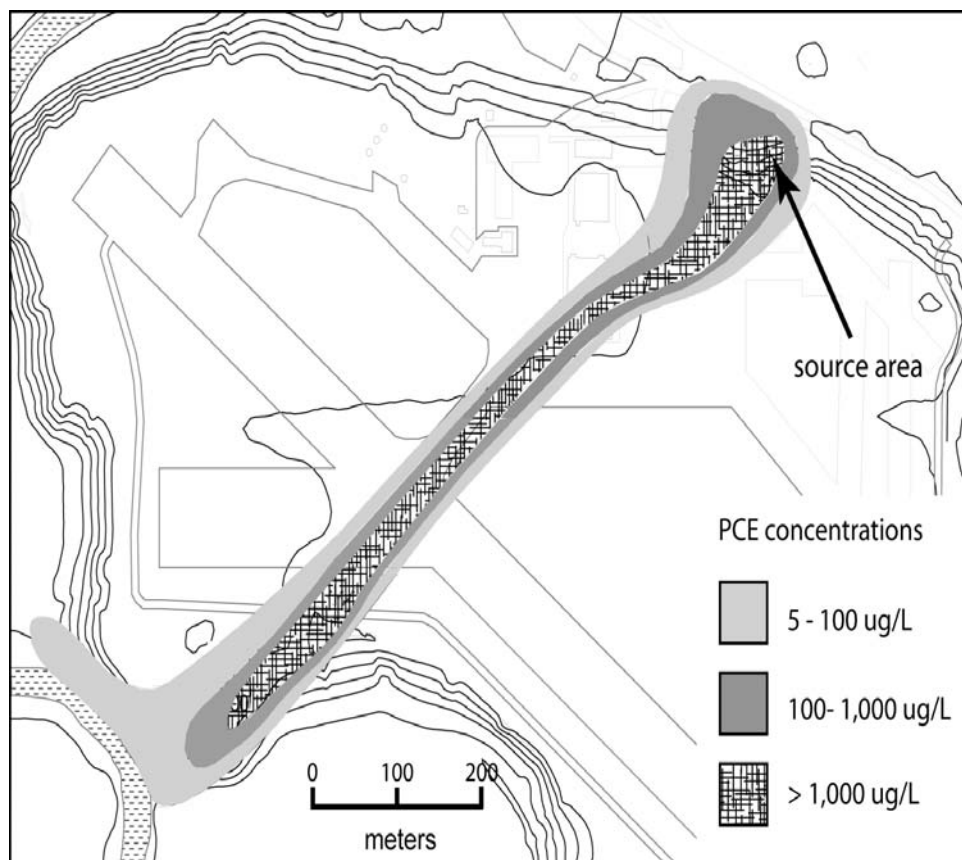 source area
PCE concentrations
5 - 100 ug/L
100- 1,000 ug/L
> 1,000 ug/L
0 100 200
meters